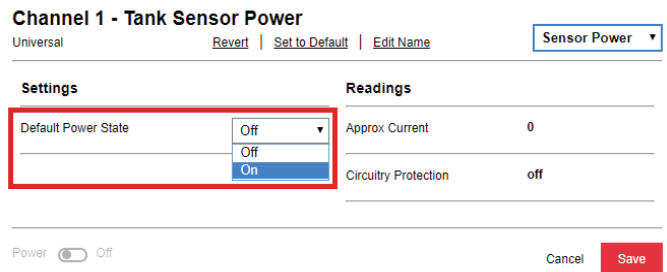 Channel 1 - Tank Sensor Power
Universal Revert | Set to Default | Edit Name Sensor Power
Settings Readings
Default Power State Off Approx Current 0
Off
On Circuitry Protection off
Power Off Cancel Save